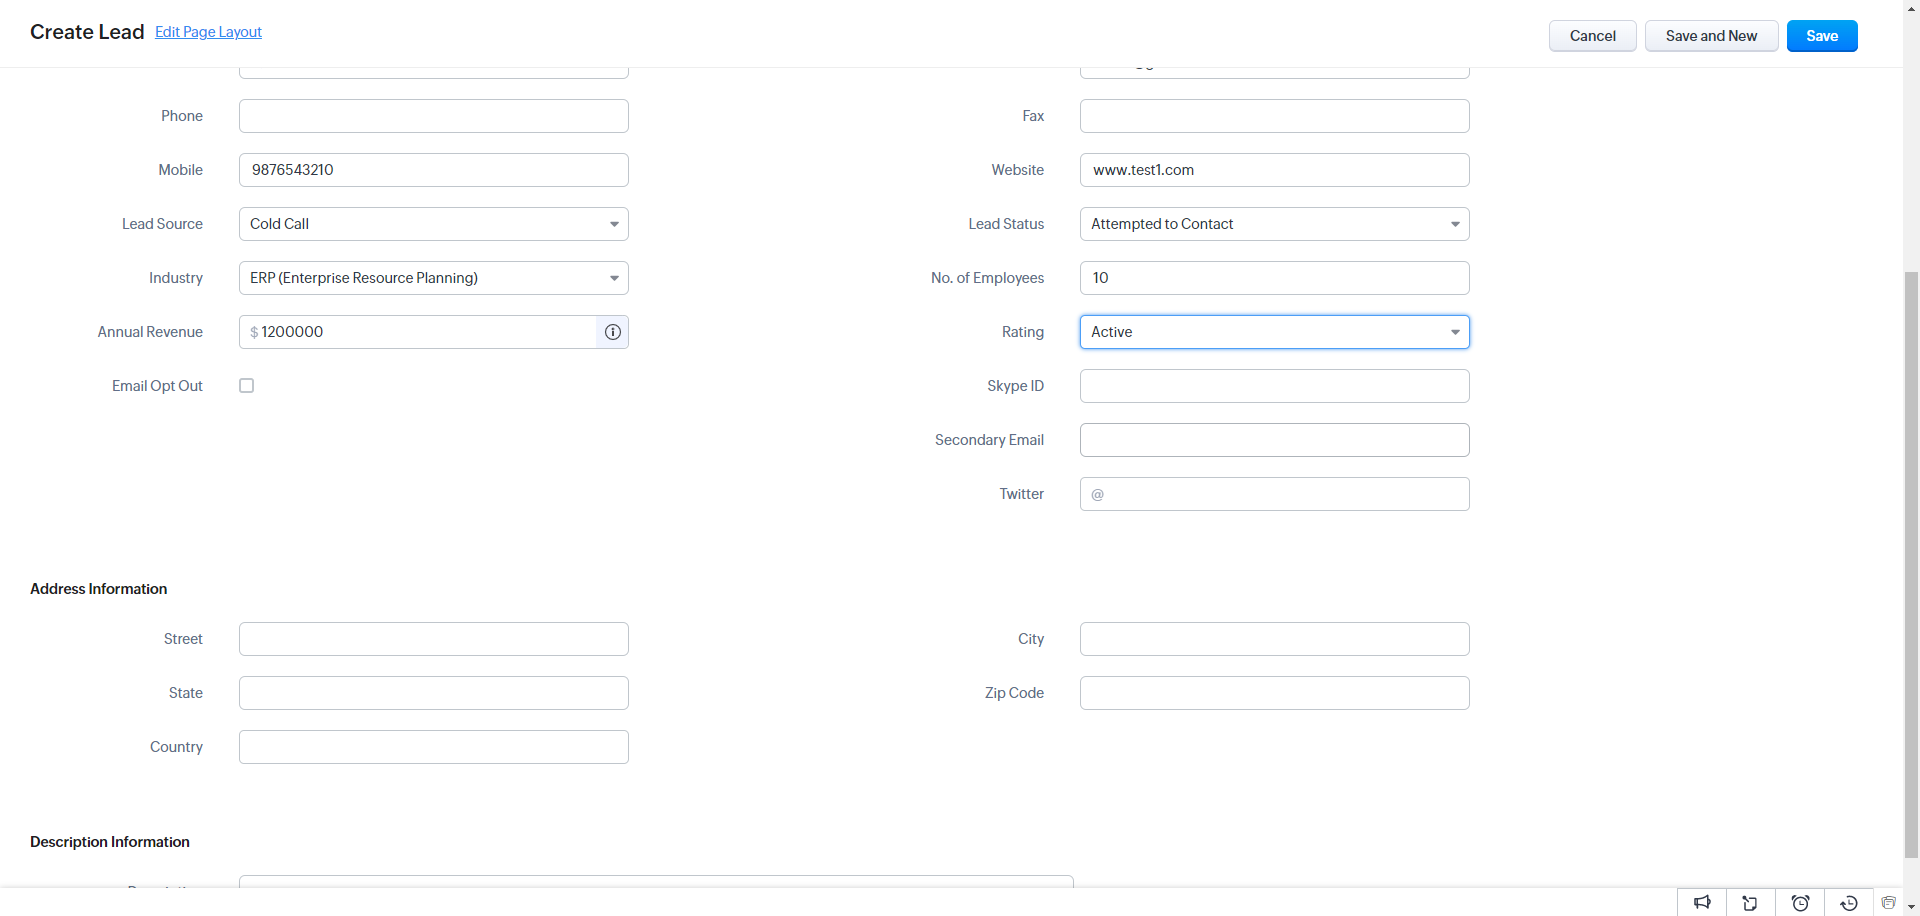 Create Lead Edit Page Layout Cancel Save and New Save
Phone Fax
Mobile 9876543210 Website www.test1.com
Lead Source Cold Call Lead Status Attempted to Contact
Industry ERP (Enterprise Resource Planning) No. of Employees 10
Annual Revenue $ 1200000 Rating Active
Email Opt Out Skype ID
Secondary Email
Twitter @
Address Information
Street City
State Zip Code
Country
Description Information